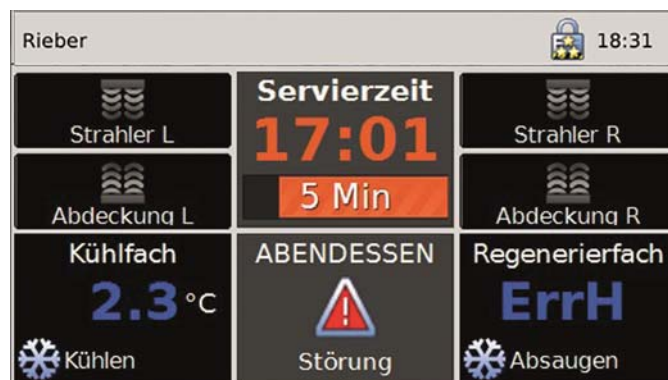 Rieber
18:31
Strahler L
Servierzeit
17:01
5 Min
Strahler R
Abdeckung L
Abdeckung R
Kühlfach
2.3 °C
Kühlen
ABENDESSEN
Störung
Regenerierfach
ErrH
Absaugen